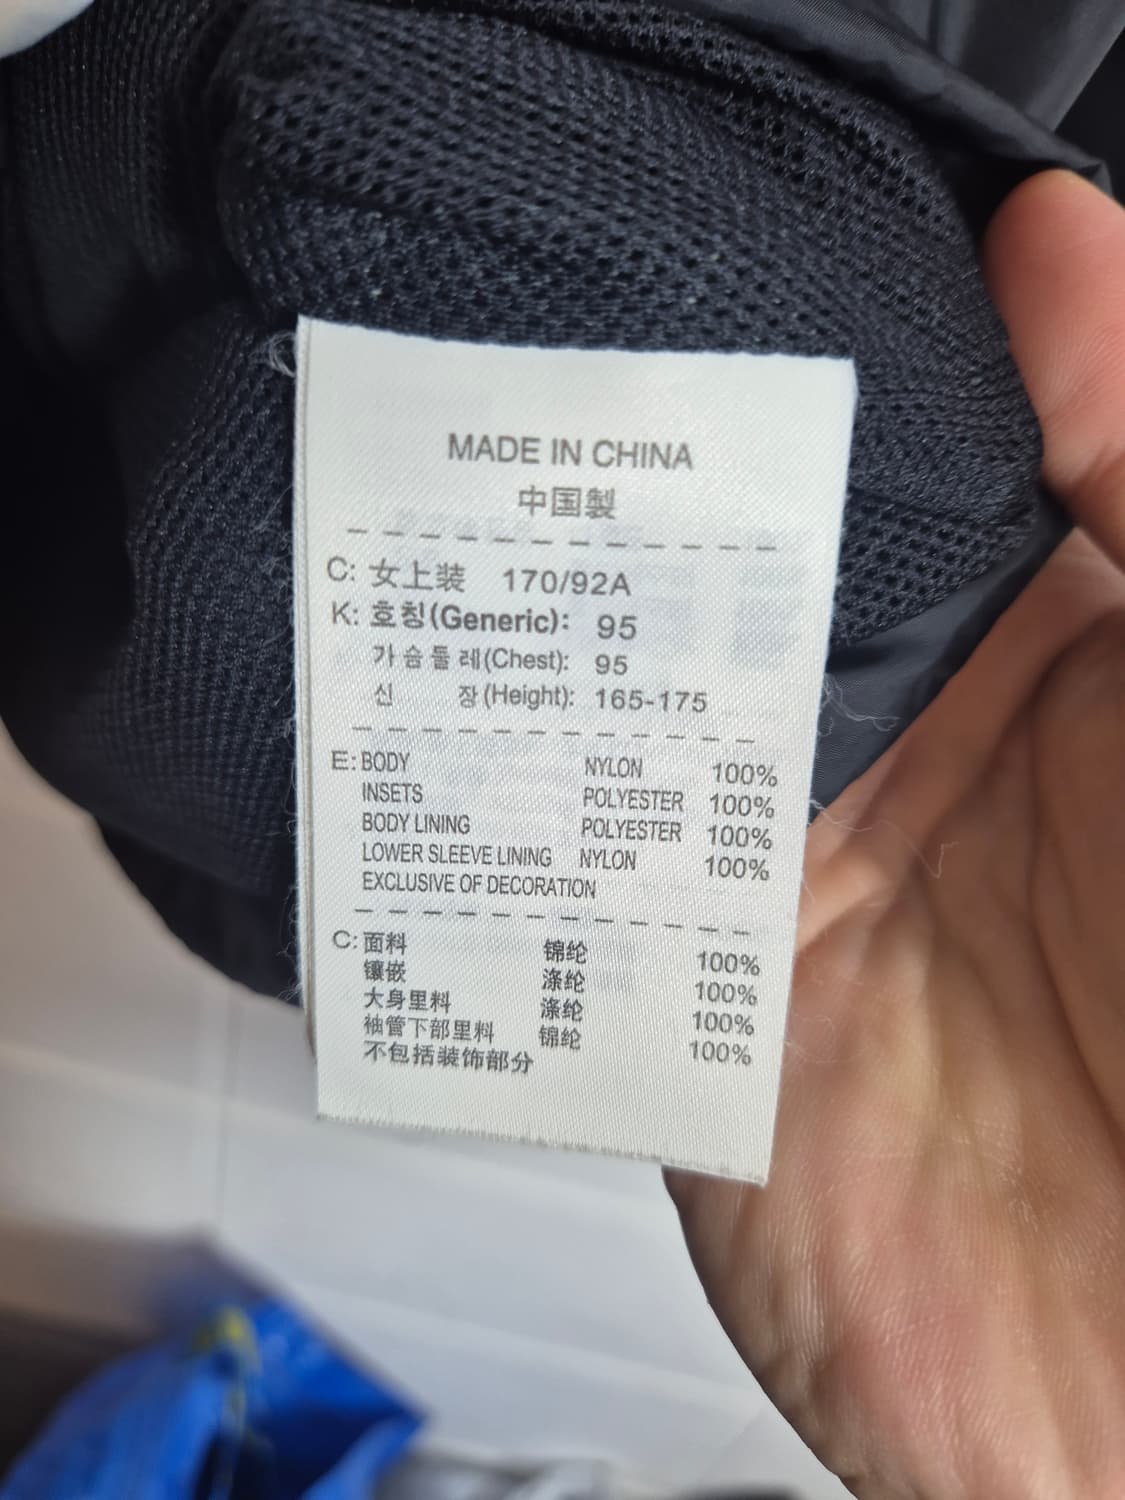 MADE IN CHINA
中国製
C: 女上装 170/92A
K: 호칭(Generic): 95
가슴둘레(Chest): 95
신 장(Height): 165-175
E: BODY NYLON 100%
INSETS POLYESTER 100%
BODY LINING POLYESTER 100%
LOWER SLEEVE LINING NYLON 100%
EXCLUSIVE OF DECORATION
C: 面料 锦纶 100%
镶嵌 涤纶 100%
大身里料 涤纶 100%
袖管下部里料 锦纶 100%
不包括装饰部分